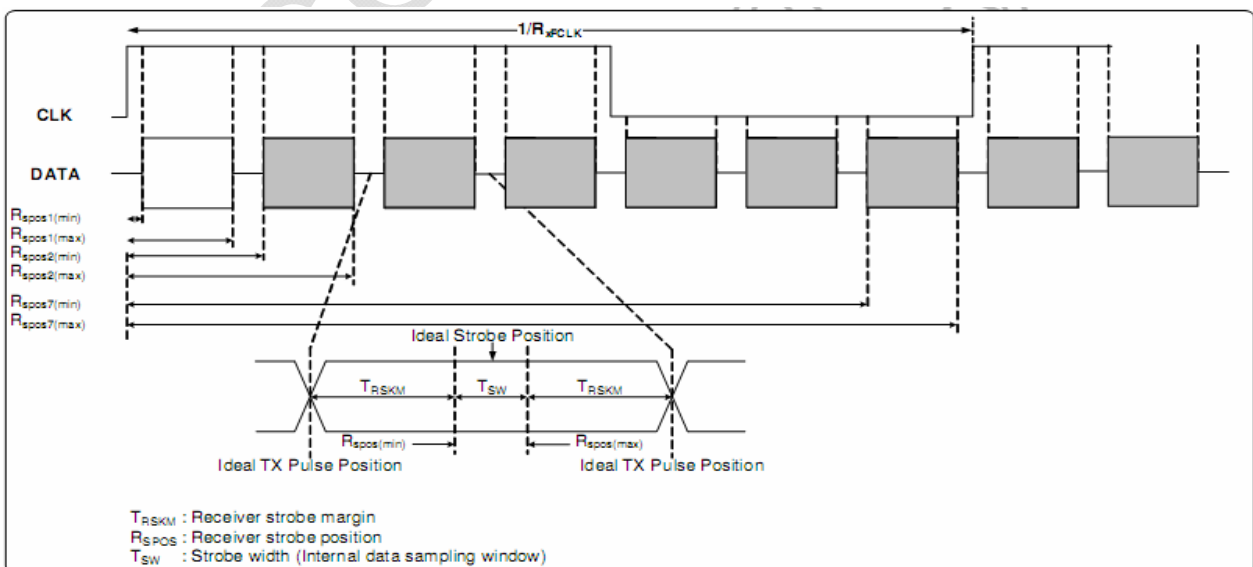 1/RxFCLK
CLK
DATA
Rspos1(min)
Rspos1(max)
Rspos2(min)
Rspos2(max)
Rspos7(min)
Rspos7(max)
Ideal Strobe Position
TRSKM TSW TRSKM
Rspos(min) Rspos(max)
Ideal TX Pulse Position Ideal TX Pulse Position
TRSKM : Receiver strobe margin
RSPOS : Receiver strobe position
TSW : Strobe width (Internal data sampling window)